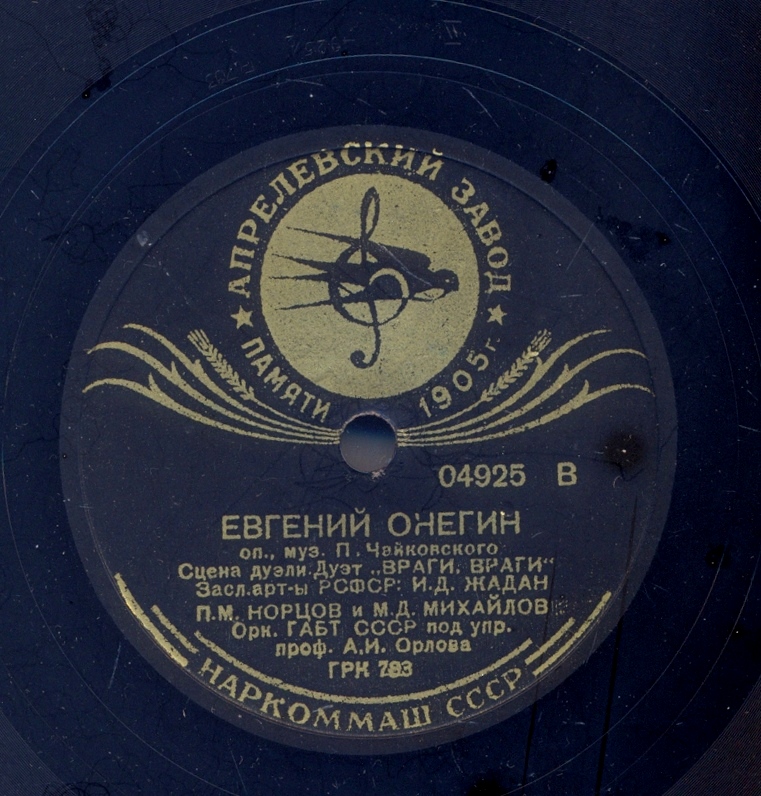 АПРЕЛЕВСКИЙ ЗАВОД
ПАМЯТИ 1905 г.
04925 В
ЕВГЕНИЙ ОНЕГИН
оп., муз. П. Чайковского
Сцена дуэли. Дуэт „ВРАГИ, ВРАГИ“
Засл. арт-ы РСФСР: И.Д. ЖАДАН
П.М. НОРЦОВ и М.Д. МИХАЙЛОВ
Орк. ГАБТ СССР под упр.
проф. А.И. Орлова
ГРК 783
НАРКОММАШ СССР